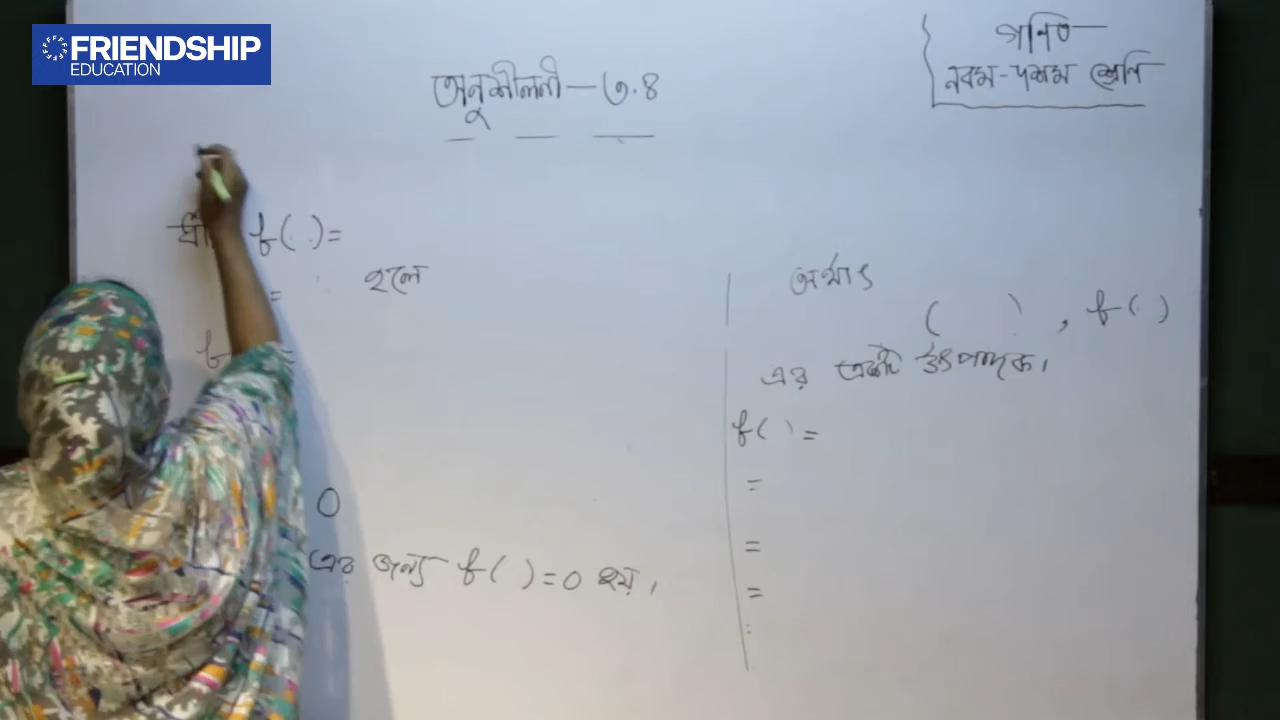 FRIENDSHIP
EDUCATION
গণিত
নবম-দশম শ্রেণি
অনুশীলনী-৩.৪
f( ) =
= হলে
f =
0
এর জন্য f( ) = 0 হয়।
অর্থাৎ
( ), f( )
এর একটি উৎপাদক।
f( ) =
=
=
=